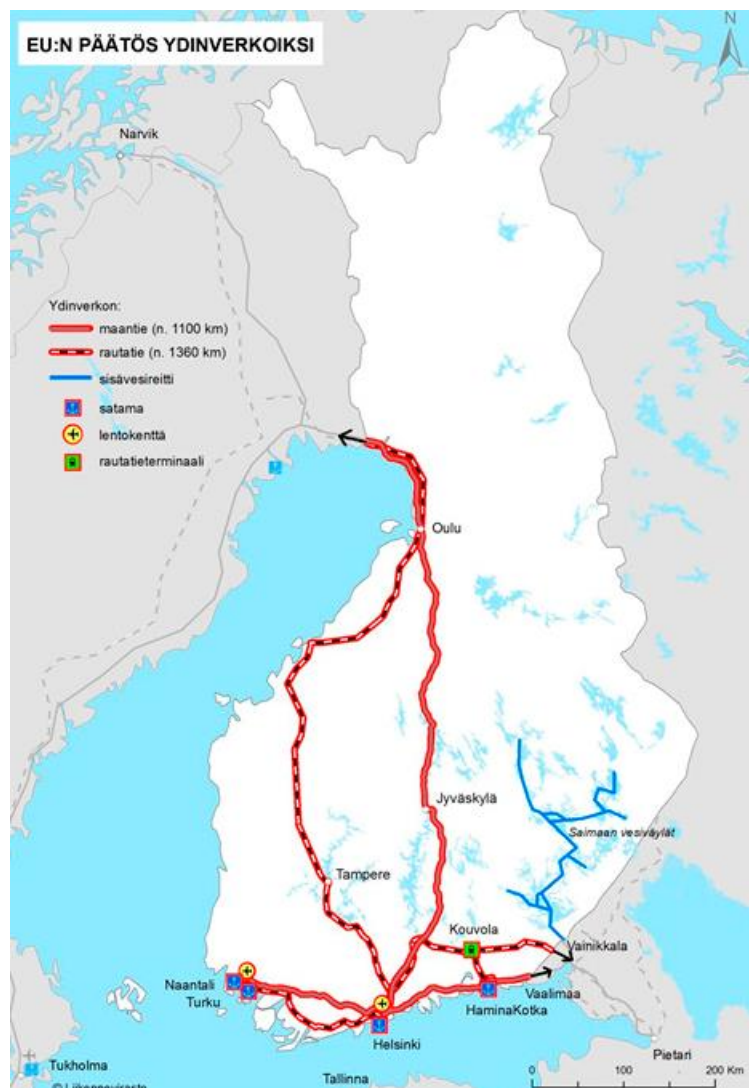 EU:N PÄÄTÖS YDINVERKOIKSI
N
Narvik
Ydinverkon:
maantie (n. 1100 km)
rautatie (n. 1360 km)
sisävesireitti
satama
lentokenttä
rautatieterminaali
Oulu
Jyväskylä
Saimaan vesiväylät
Tampere
Kouvola
Vainikkala
Naantali
Turku
Vaalimaa
HaminaKotka
Helsinki
Pietari
Tukholma
Tallinna
0 100 200 Km
© Liikennevirasto